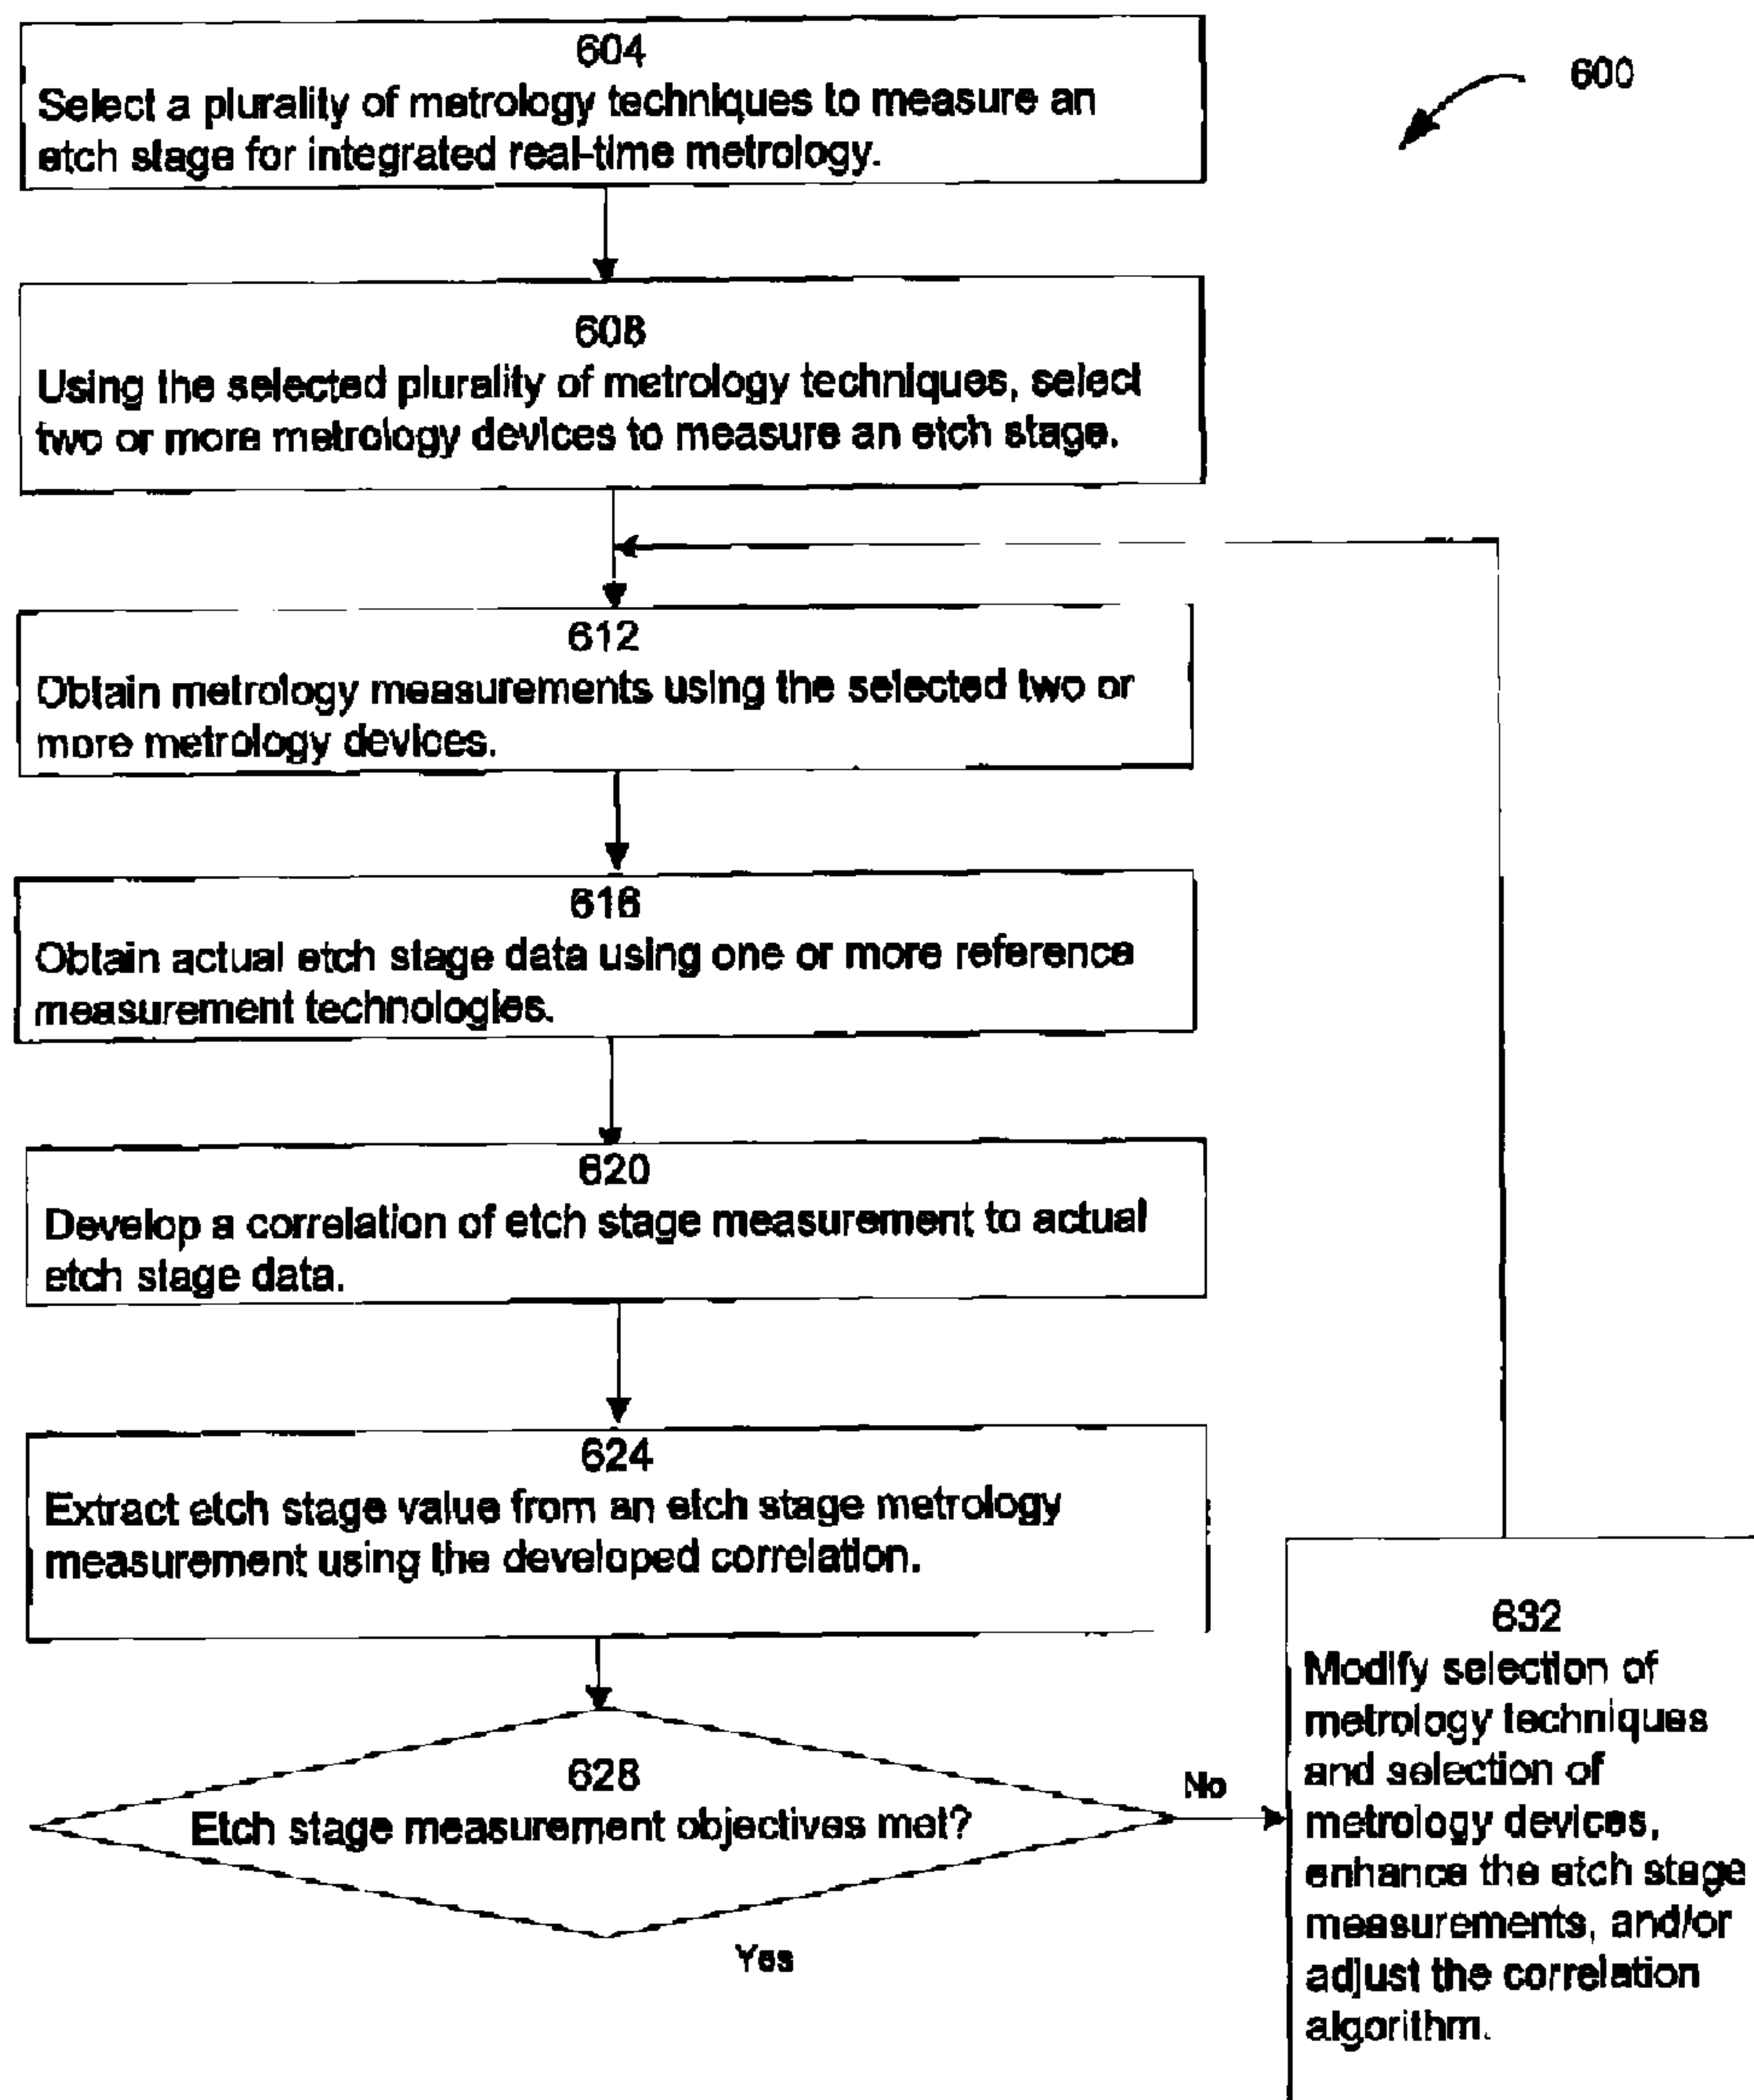 604
Select a plurality of metrology techniques to measure an
etch stage for integrated real-time metrology.
600
608
Using the selected plurality of metrology techniques, select
two or more metrology devices to measure an etch stage.
612
Obtain metrology measurements using the selected two or
more metrology devices.
616
Obtain actual etch stage data using one or more reference
measurement technologies.
620
Develop a correlation of etch stage measurement to actual
etch stage data.
624
Extract etch stage value from an etch stage metrology
measurement using the developed correlation.
628
Etch stage measurement objectives met?
No
Yes
632
Modify selection of
metrology techniques
and selection of
metrology devices,
enhance the etch stage
measurements, and/or
adjust the correlation
algorithm.